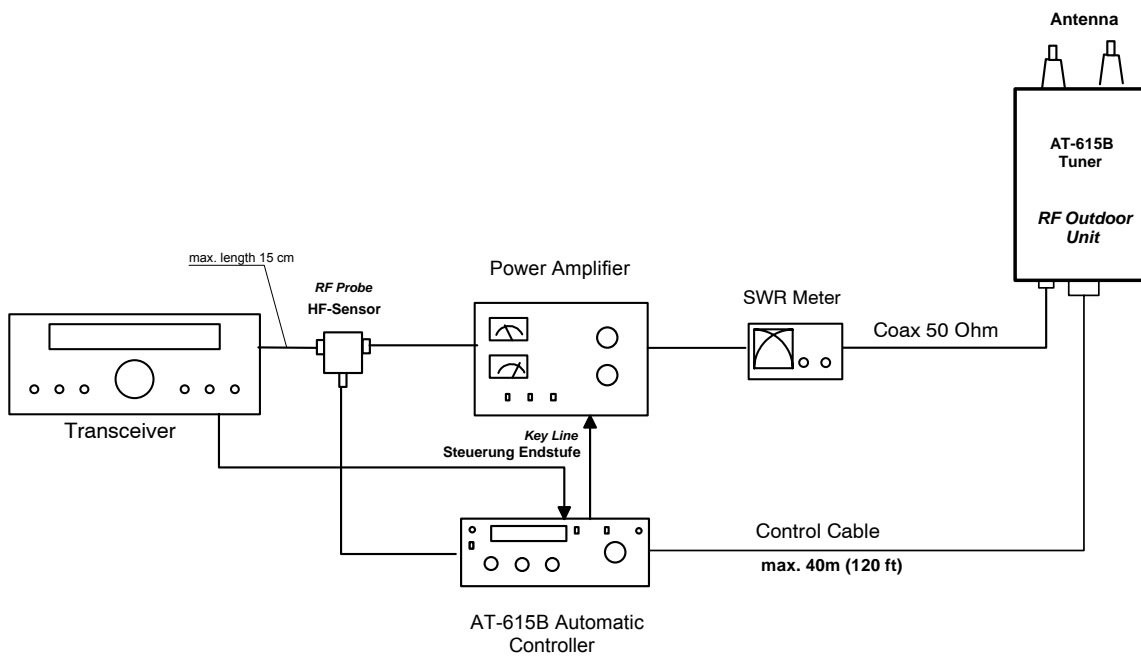 Antenna
AT-615B
Tuner
RF Outdoor
Unit
max. length 15 cm
RF Probe
HF-Sensor
Power Amplifier
SWR Meter
Coax 50 Ohm
Transceiver
Key Line
Steuerung Endstufe
Control Cable
max. 40m (120 ft)
AT-615B Automatic
Controller